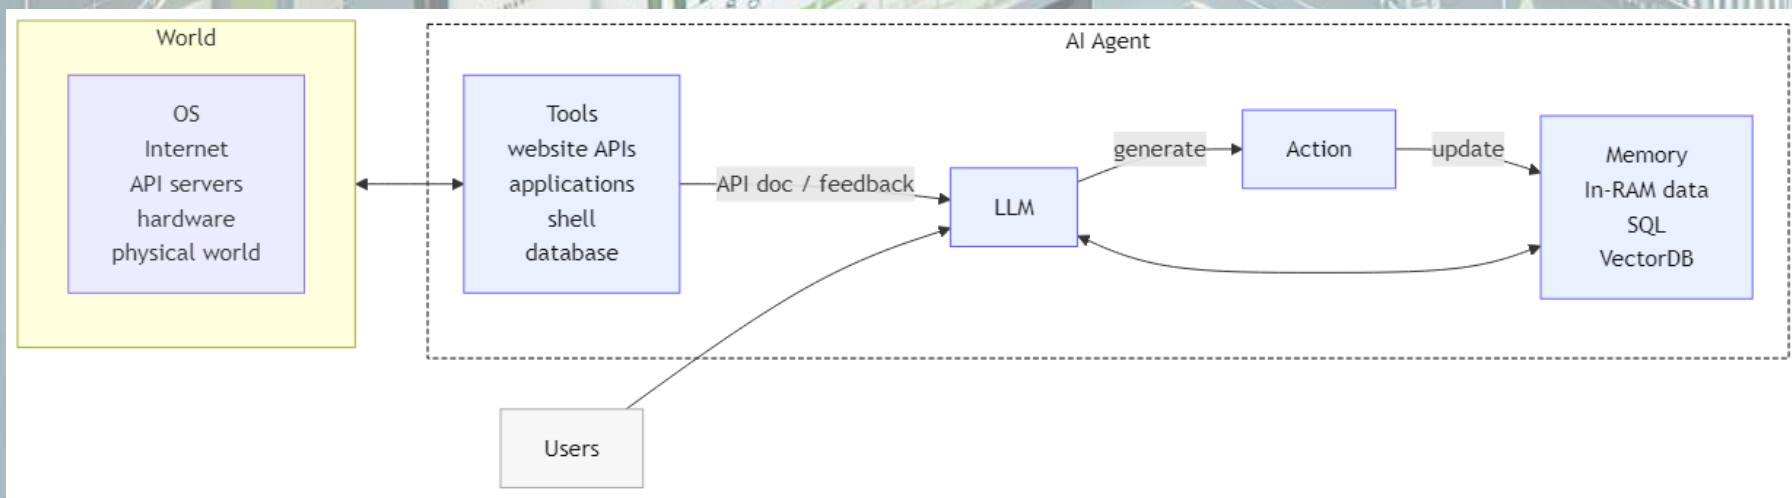 World
OS
Internet
API servers
hardware
physical world
AI Agent
Tools
website APIs
applications
shell
database
API doc / feedback
LLM
generate
Action
update
Memory
In-RAM data
SQL
VectorDB
Users